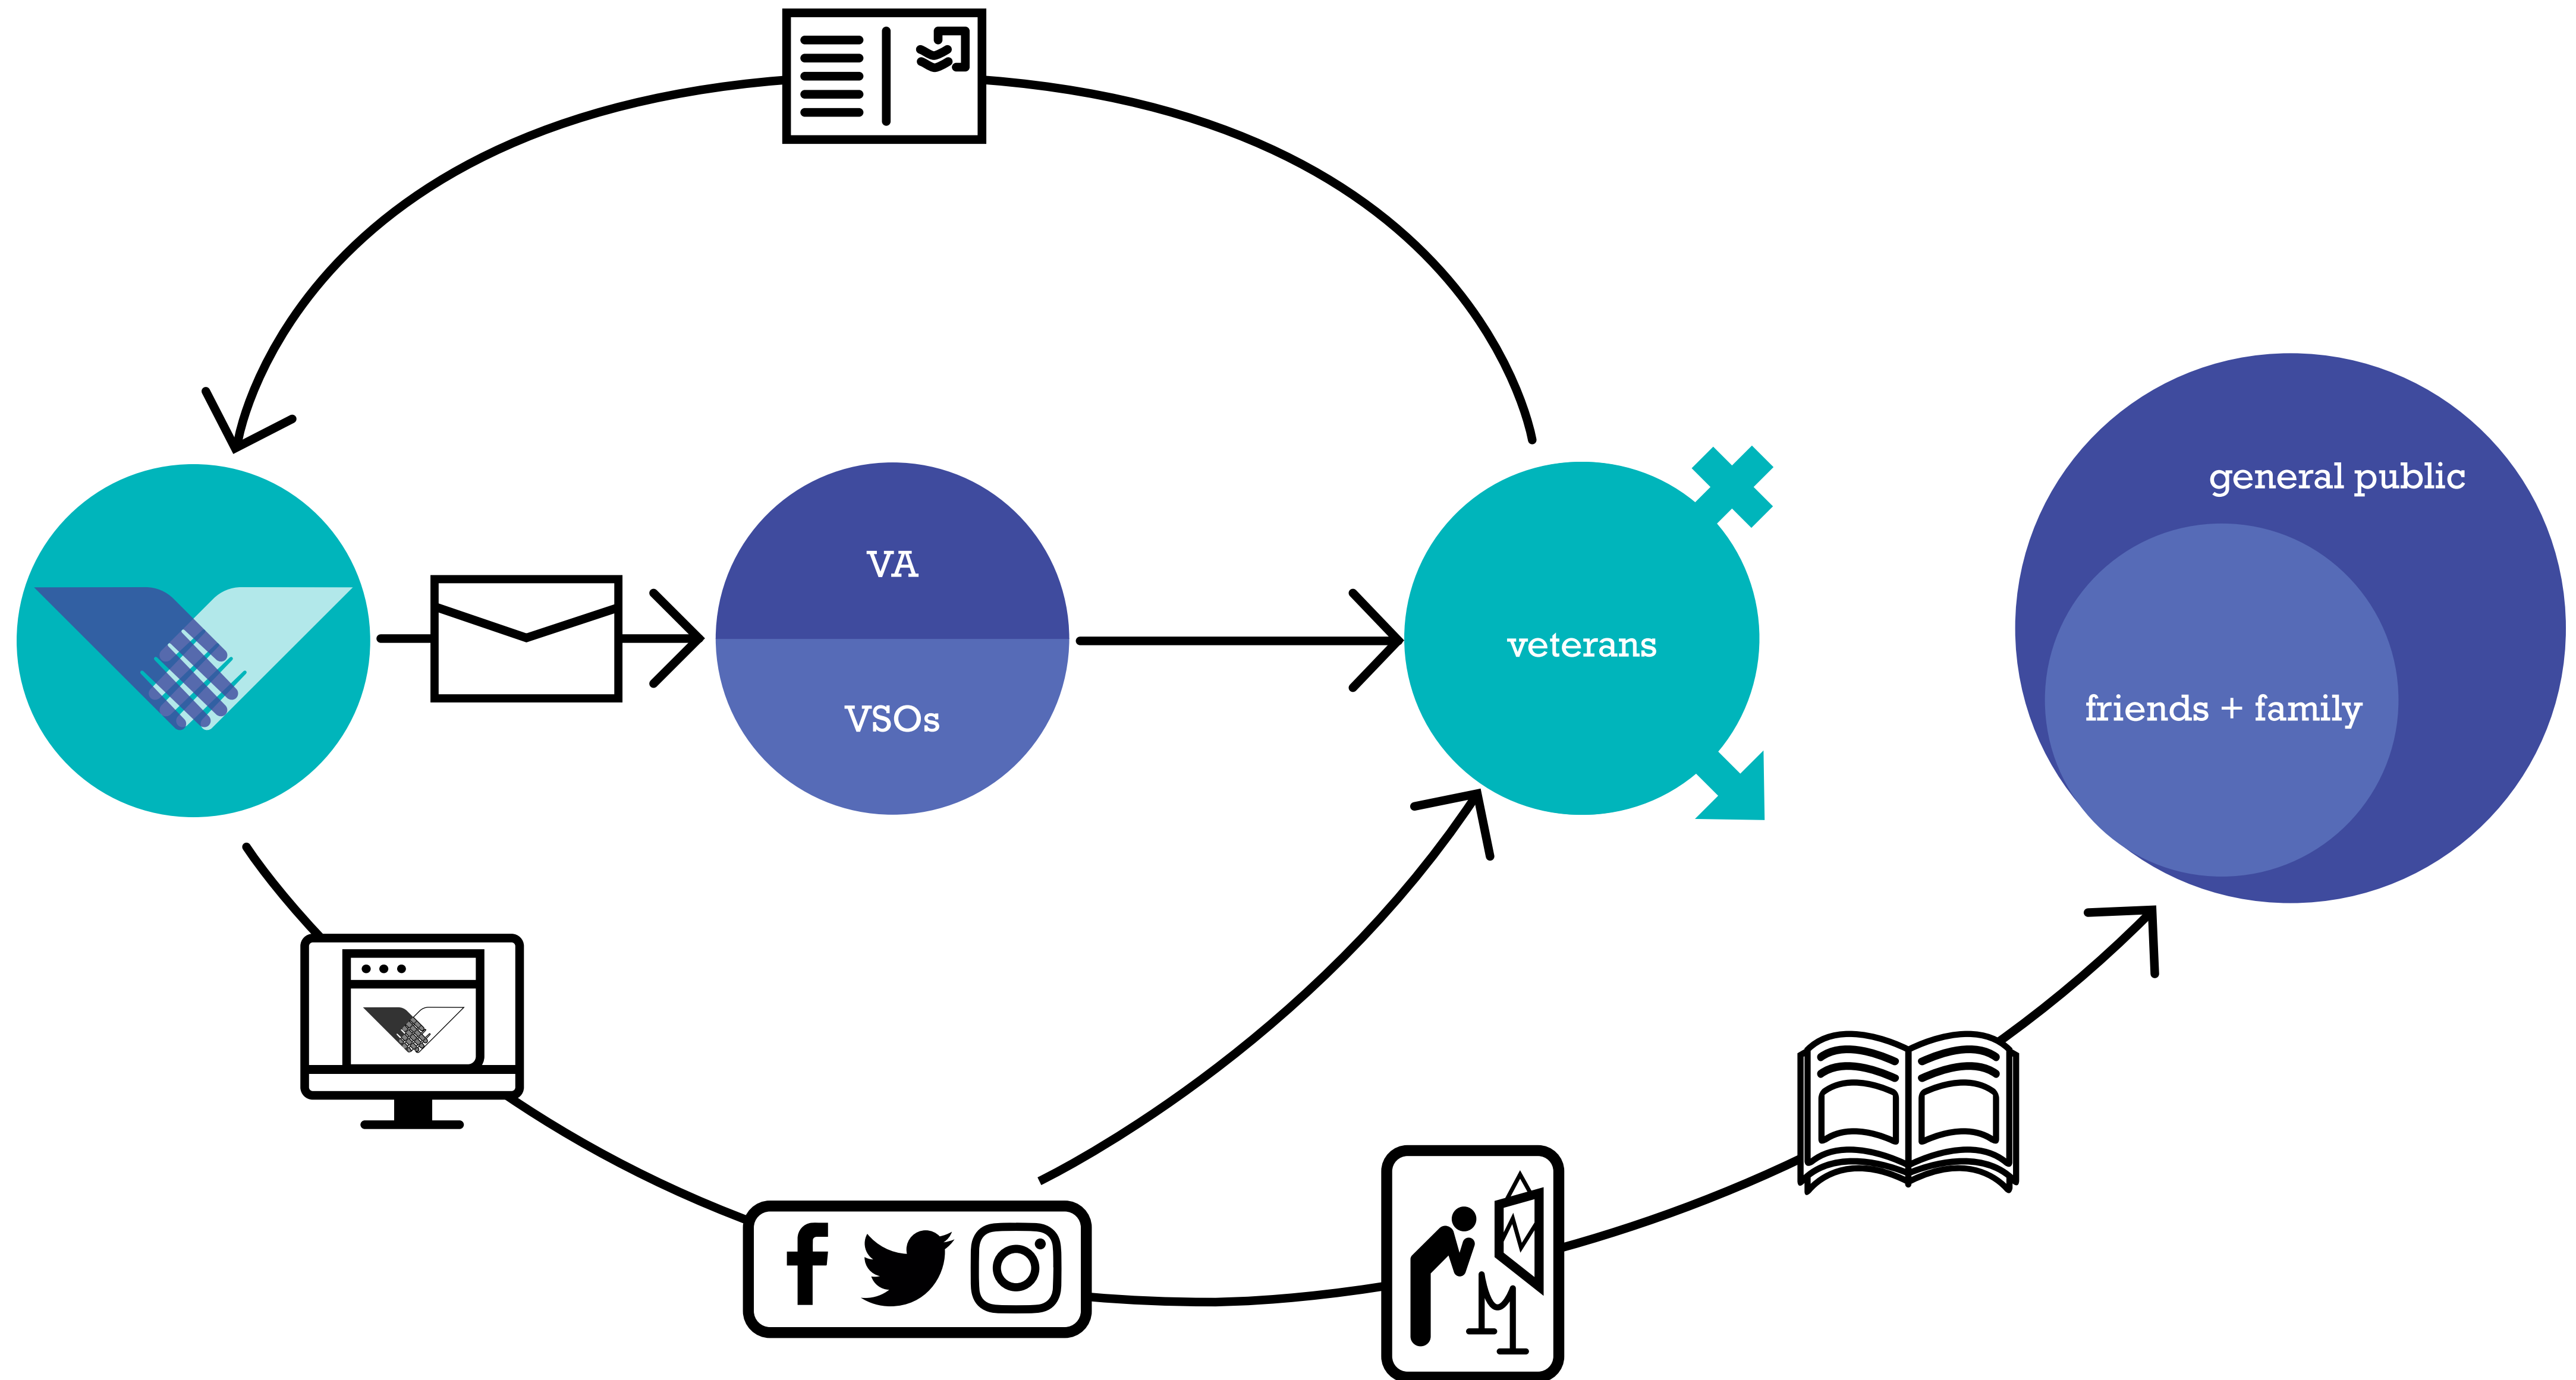 VA
VSOs
veterans
general public
friends + family